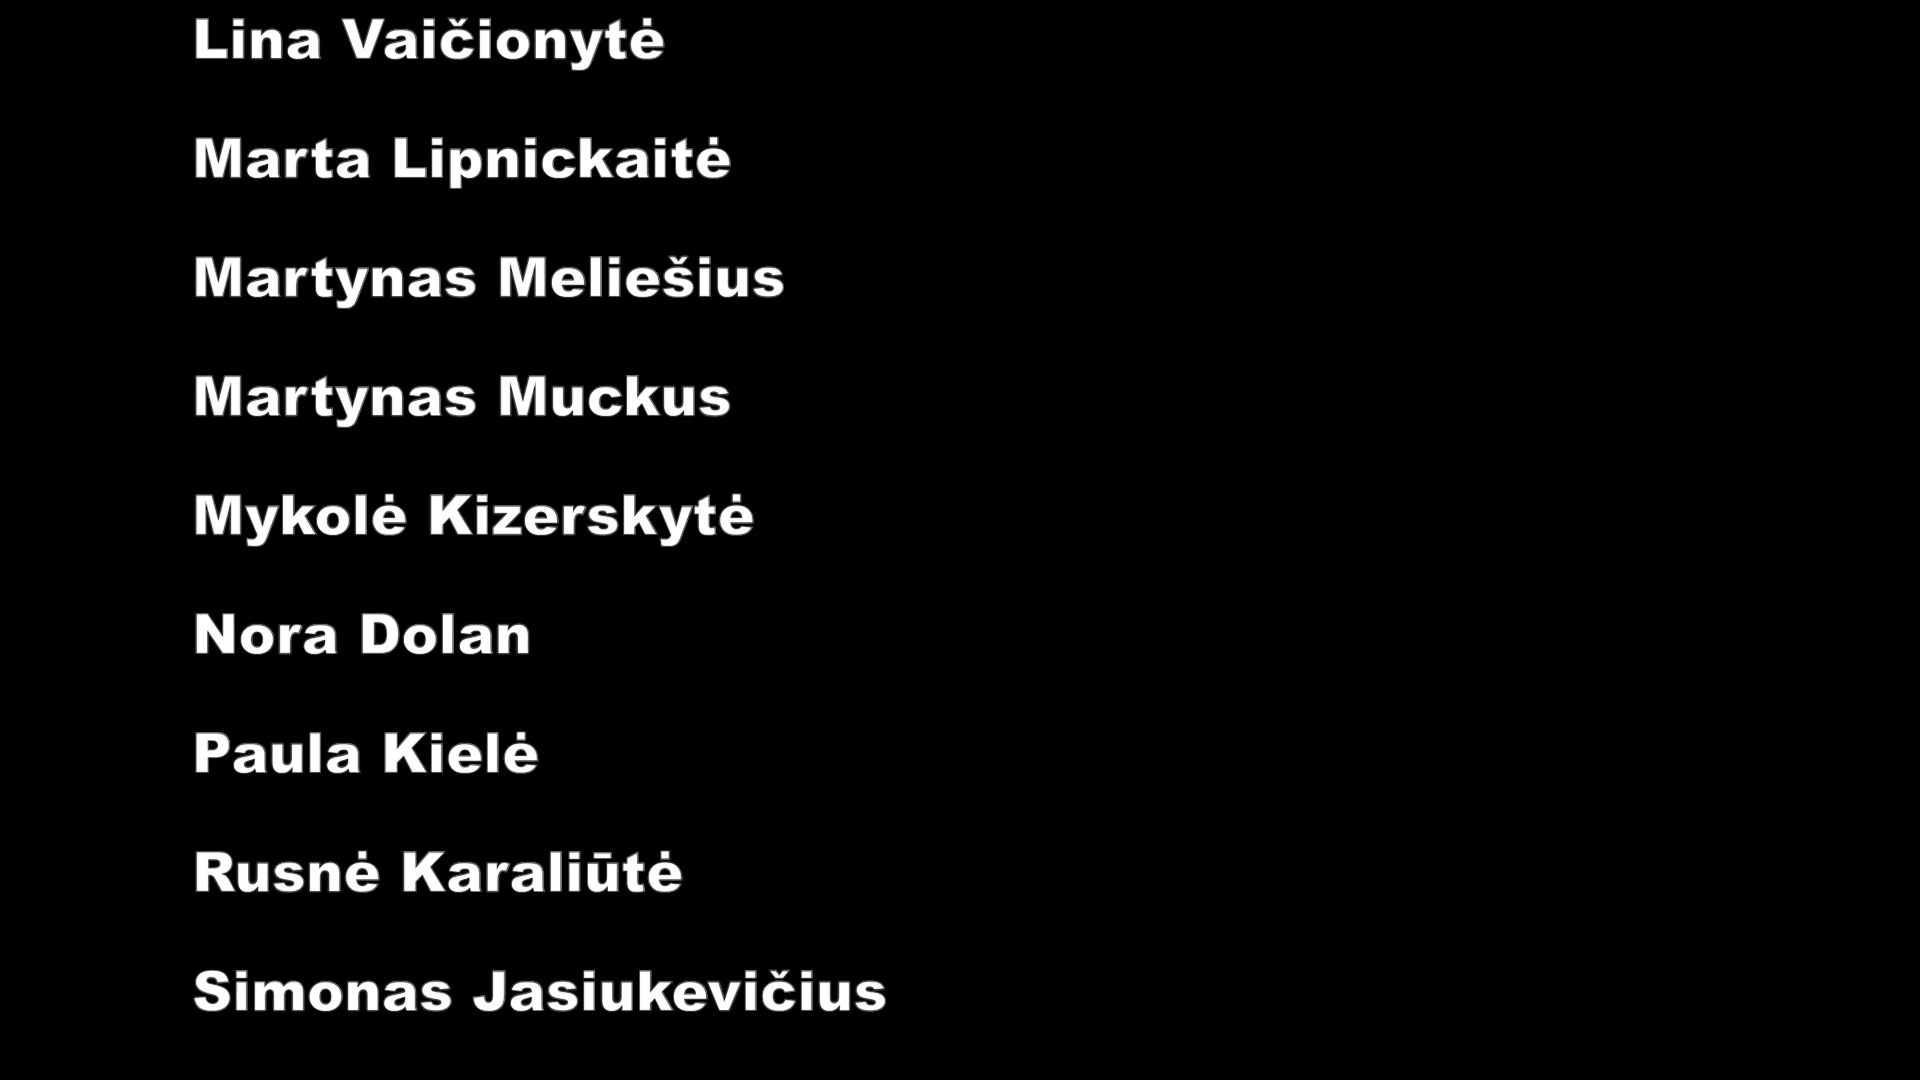 Lina Vaičionytė
Marta Lipnickaitė
Martynas Meliešius
Martynas Muckus
Mykolė Kizerskytė
Nora Dolan
Paula Kielė
Rusnė Karaliūtė
Simonas Jasiukevičius